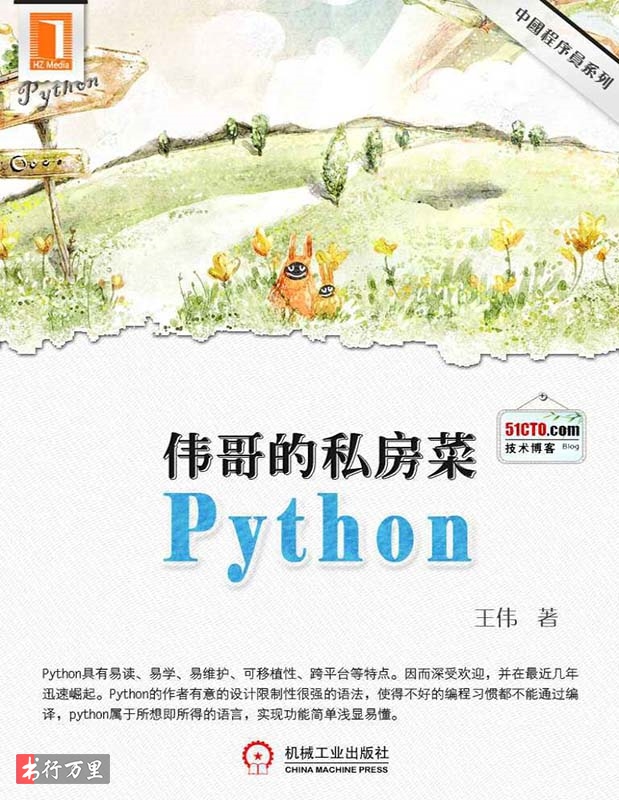 HZ Media
Python
中國程序員系列
51CTO.com
技术博客 Blog
伟哥的私房菜
Python
王伟 著
Python具有易读、易学、易维护、可移植性、跨平台等特点。因而深受欢迎，并在最近几年
迅速崛起。Python的作者有意的设计限制性很强的语法，使得不好的编程习惯都不能通过编
译，python属于所想即所得的语言，实现功能简单浅显易懂。
书行万里
机械工业出版社
CHINA MACHINE PRESS